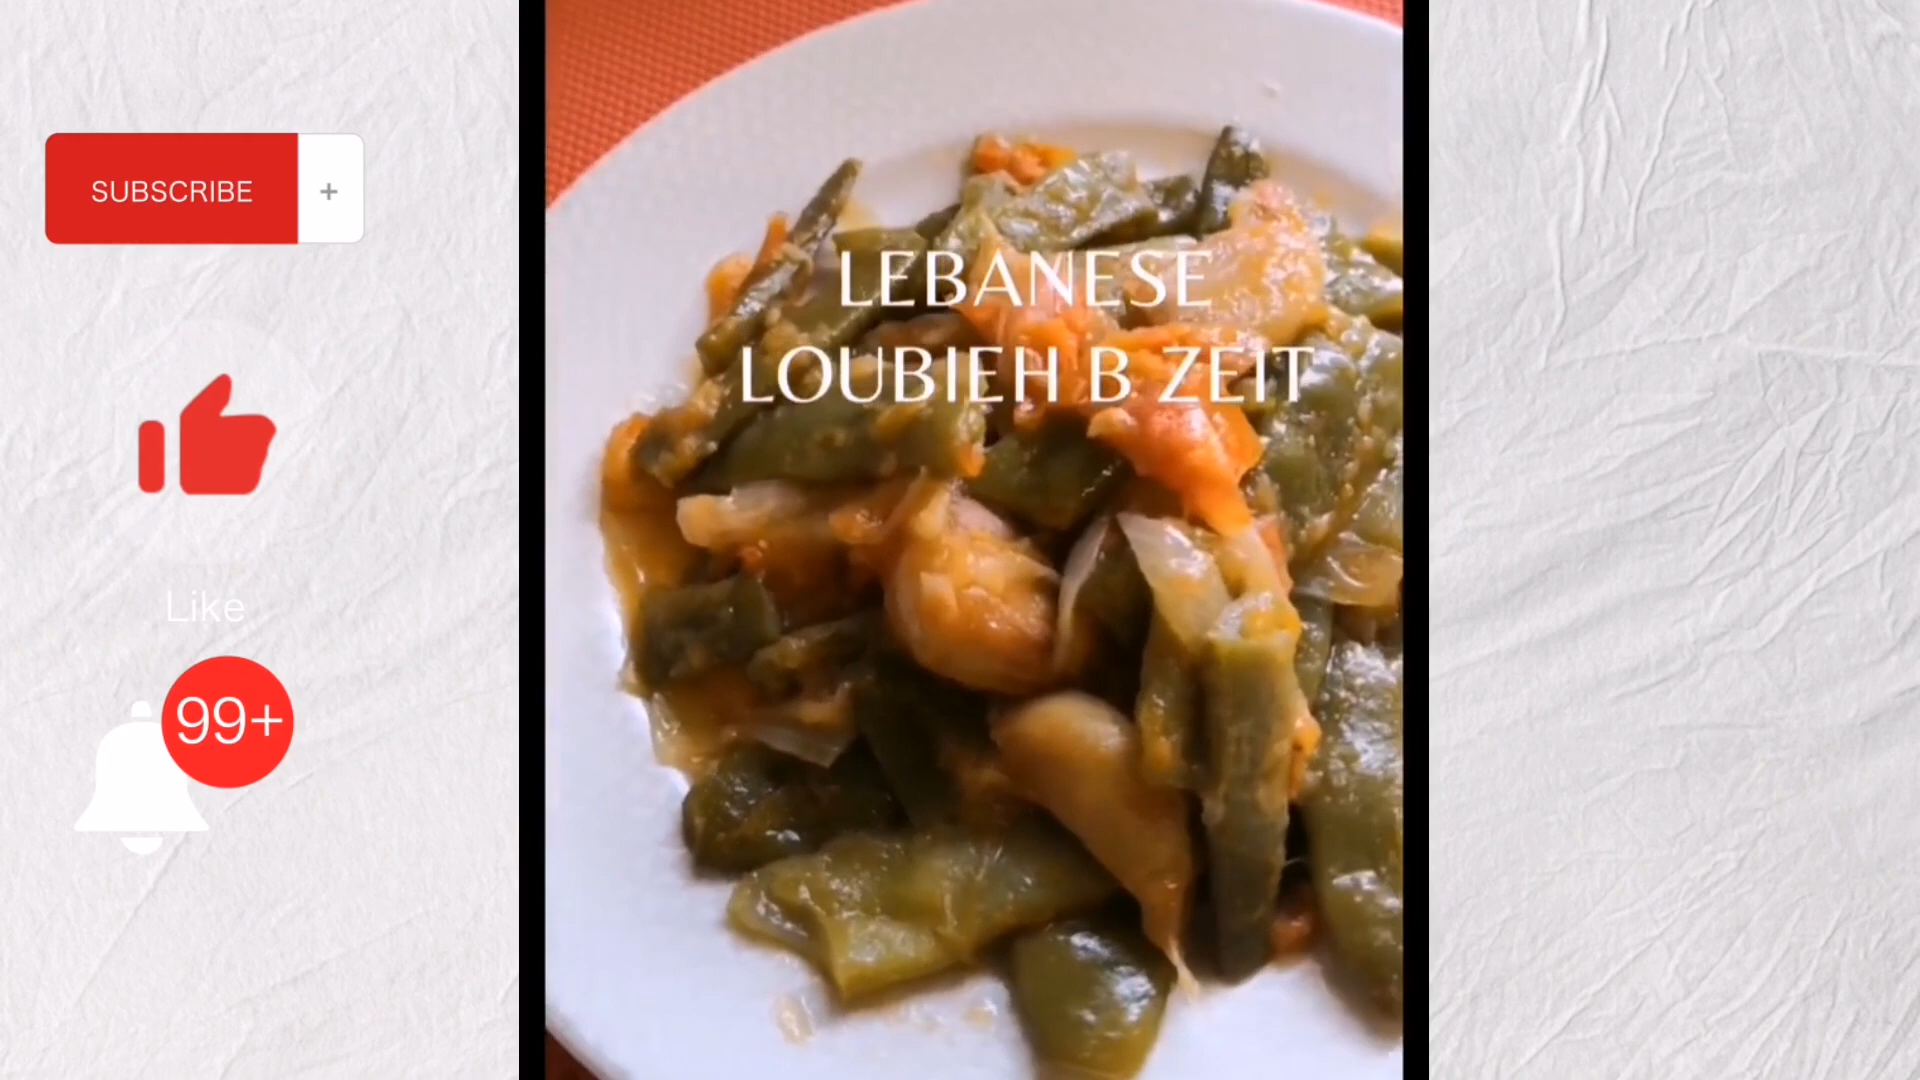 SUBSCRIBE +
LEBANESE
LOUBIEH B ZEIT
Like
99+